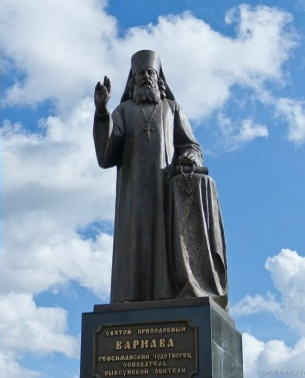 СВЯТОЙ ПРЕПОДОБНЫЙ
ВАРНАВА
ГЕФСИМАНСКИЙ ЧУДОТВОРЕЦ
ОСНОВАТЕЛЬ
ВЫКСУНСКОЙ ОБИТЕЛИ